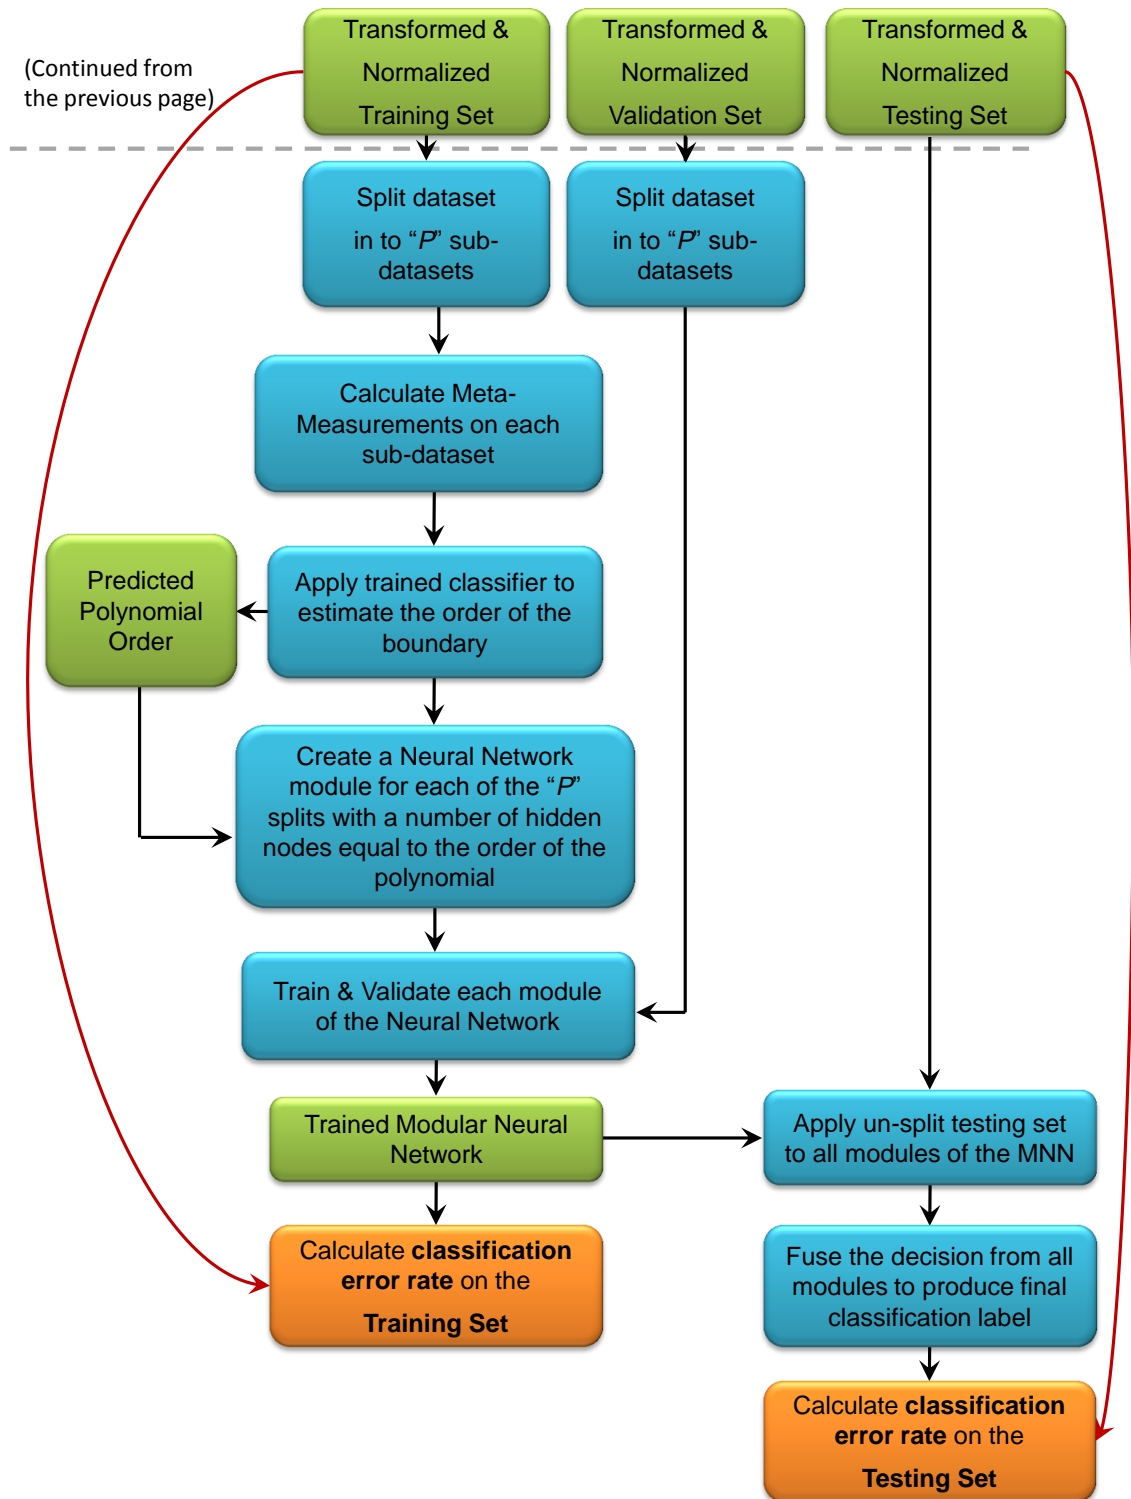 (Continued from
the previous page)
Transformed &
Normalized
Training Set
Transformed &
Normalized
Validation Set
Transformed &
Normalized
Testing Set
Split dataset
in to “P” sub-
datasets
Split dataset
in to “P” sub-
datasets
Calculate Meta-
Measurements on each
sub-dataset
Predicted
Polynomial
Order
Apply trained classifier to
estimate the order of the
boundary
Create a Neural Network
module for each of the “P”
splits with a number of hidden
nodes equal to the order of the
polynomial
Train & Validate each module
of the Neural Network
Trained Modular Neural
Network
Apply un-split testing set
to all modules of the MNN
Calculate classification
error rate on the
Training Set
Fuse the decision from all
modules to produce final
classification label
Calculate classification
error rate on the
Testing Set